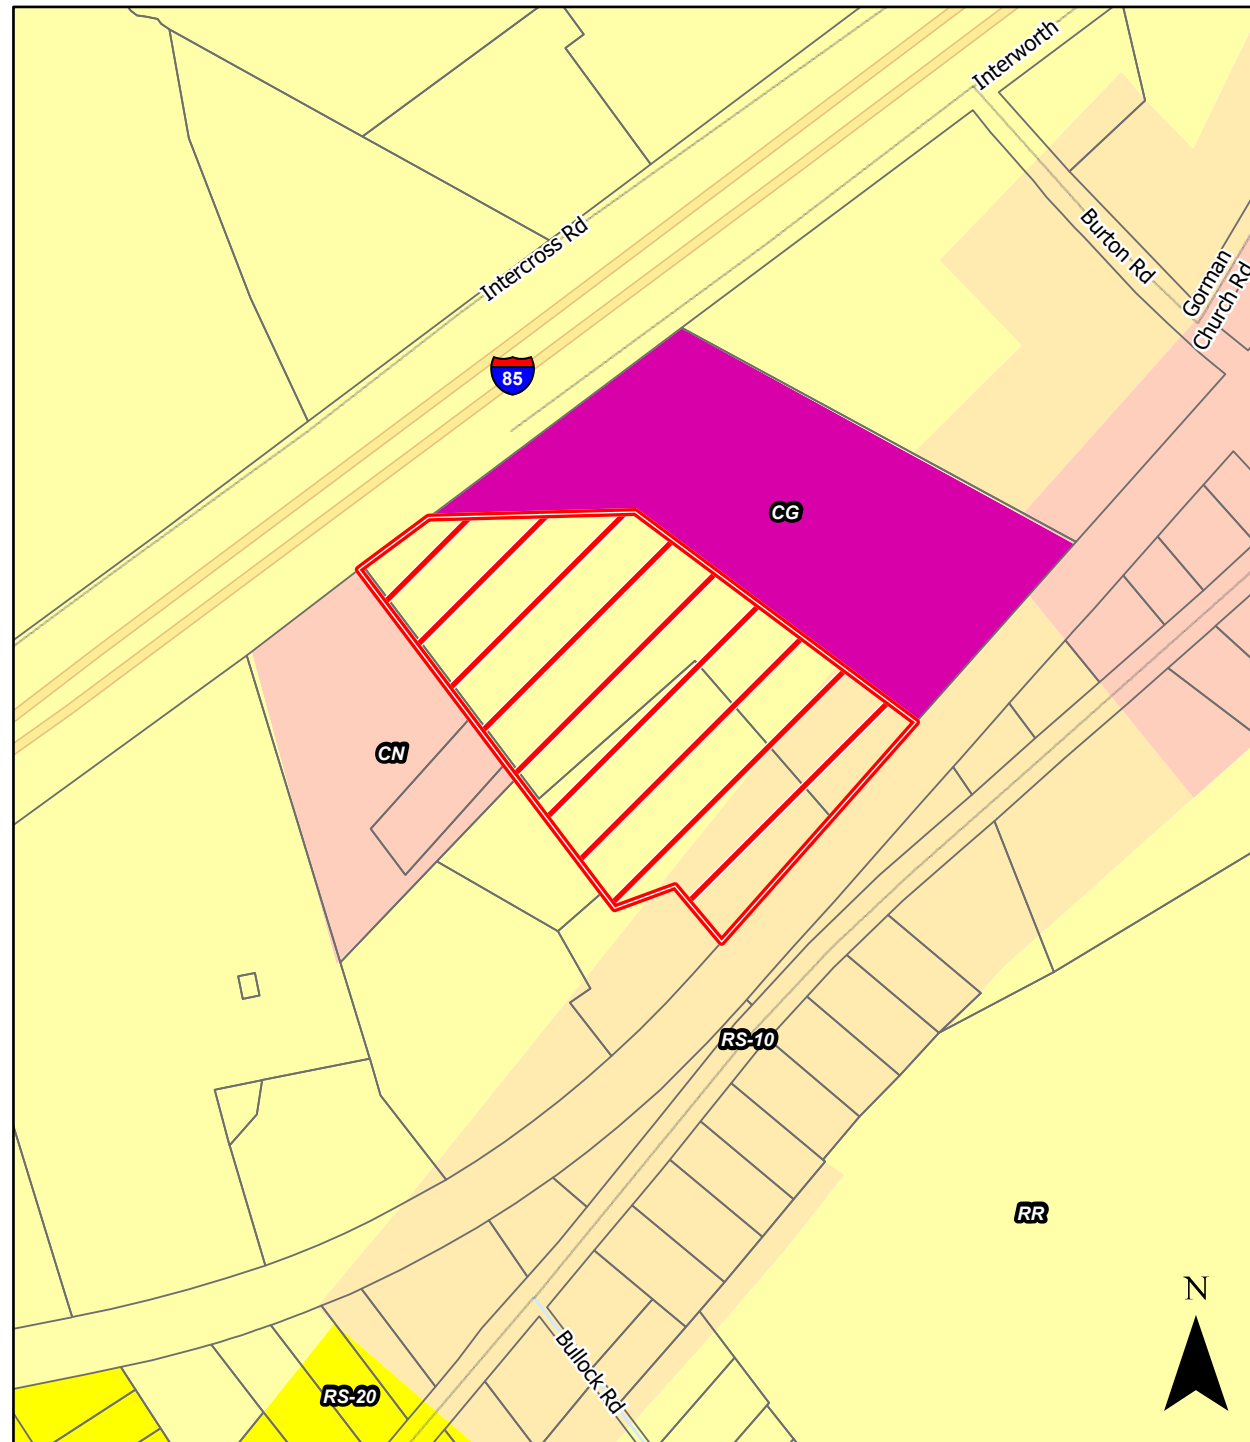 Interworth
Intercross Rd
Burton Rd
Gorman
Church Rd
85
CG
CN
RS-10
RR
N
Bullock Rd
RS-20